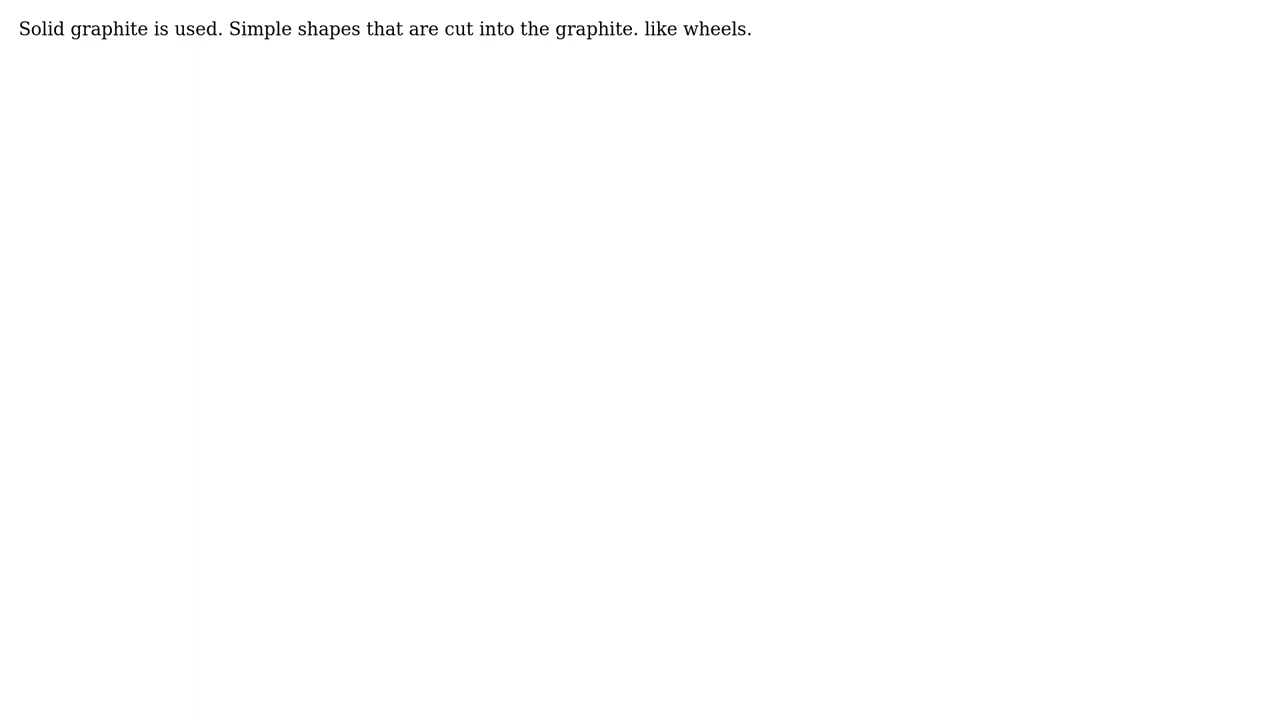 Solid graphite is used. Simple shapes that are cut into the graphite. like wheels.